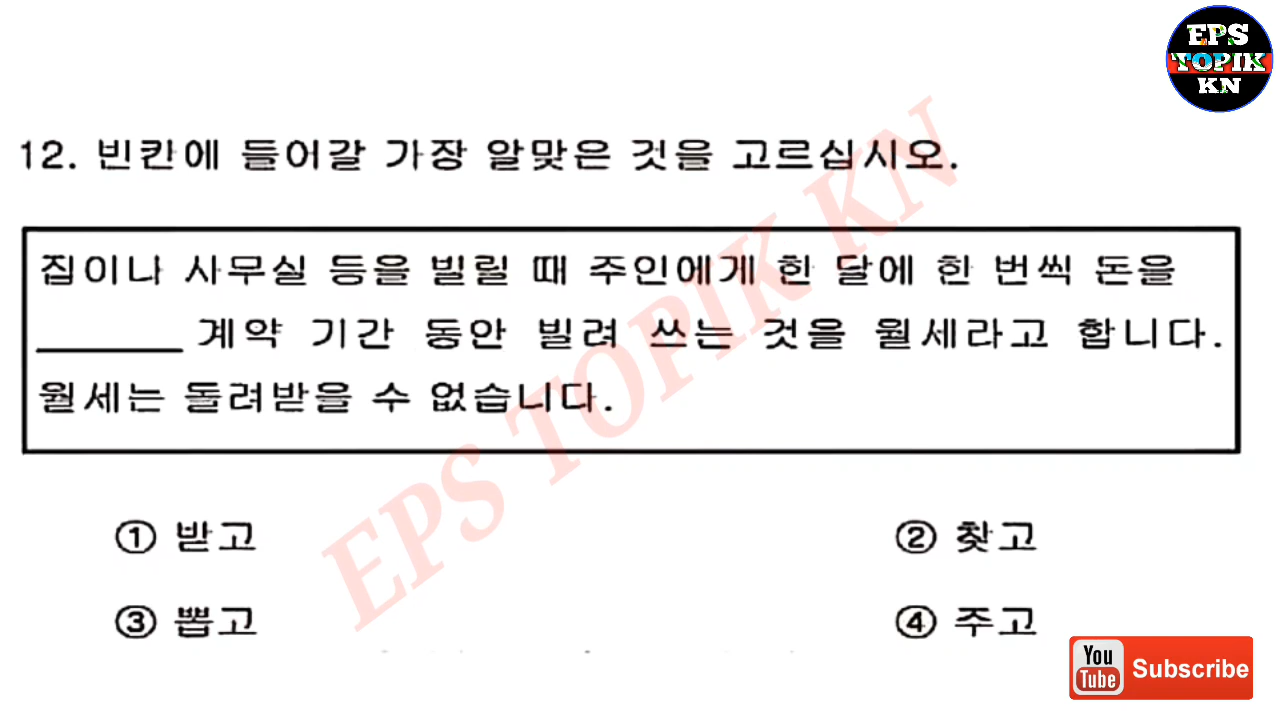 EPS
TOPIK
KN
12. 빈칸에 들어갈 가장 알맞은 것을 고르십시오.
집이나 사무실 등을 빌릴 때 주인에게 한 달에 한 번씩 돈을
________ 계약 기간 동안 빌려 쓰는 것을 월세라고 합니다.
월세는 돌려받을 수 없습니다.
EPS TOPIK KN
① 받고
② 찾고
③ 뽑고
④ 주고
You
Tube
Subscribe